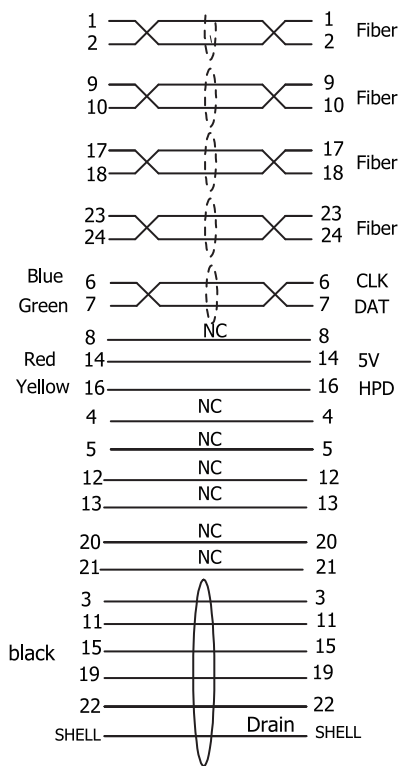 1 1 Fiber
2 2
9 9 Fiber
10 10
17 17 Fiber
18 18
23 23 Fiber
24 24
Blue 6 6 CLK
Green 7 7 DAT
8 NC 8
Red 14 14 5V
Yellow 16 16 HPD
4 NC 4
5 NC 5
12 NC 12
13 NC 13
20 NC 20
21 NC 21
3 3
11 11
black 15 15
19 19
22 22
SHELL Drain SHELL